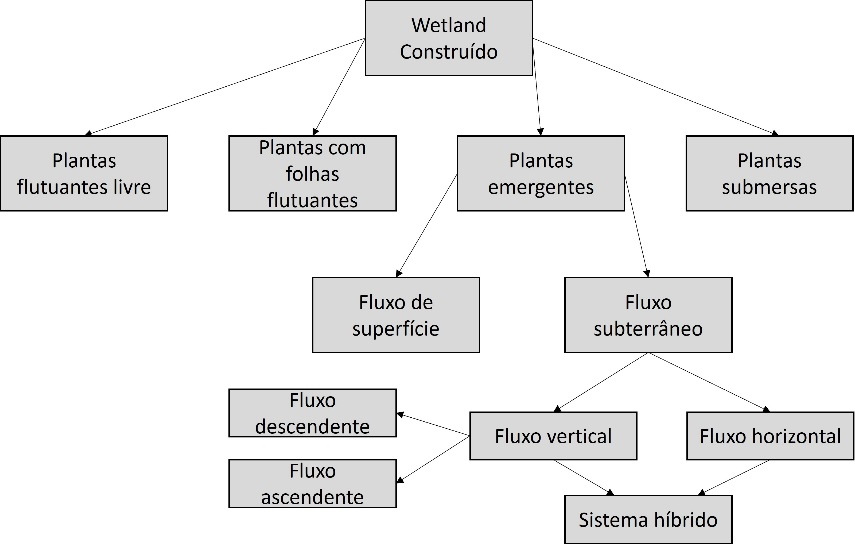 Wetland
Construído
Plantas
flutuantes livre
Plantas com
folhas
flutuantes
Plantas
emergentes
Plantas
submersas
Fluxo de
superfície
Fluxo
subterrâneo
Fluxo
descendente
Fluxo vertical
Fluxo horizontal
Fluxo
ascendente
Sistema híbrido